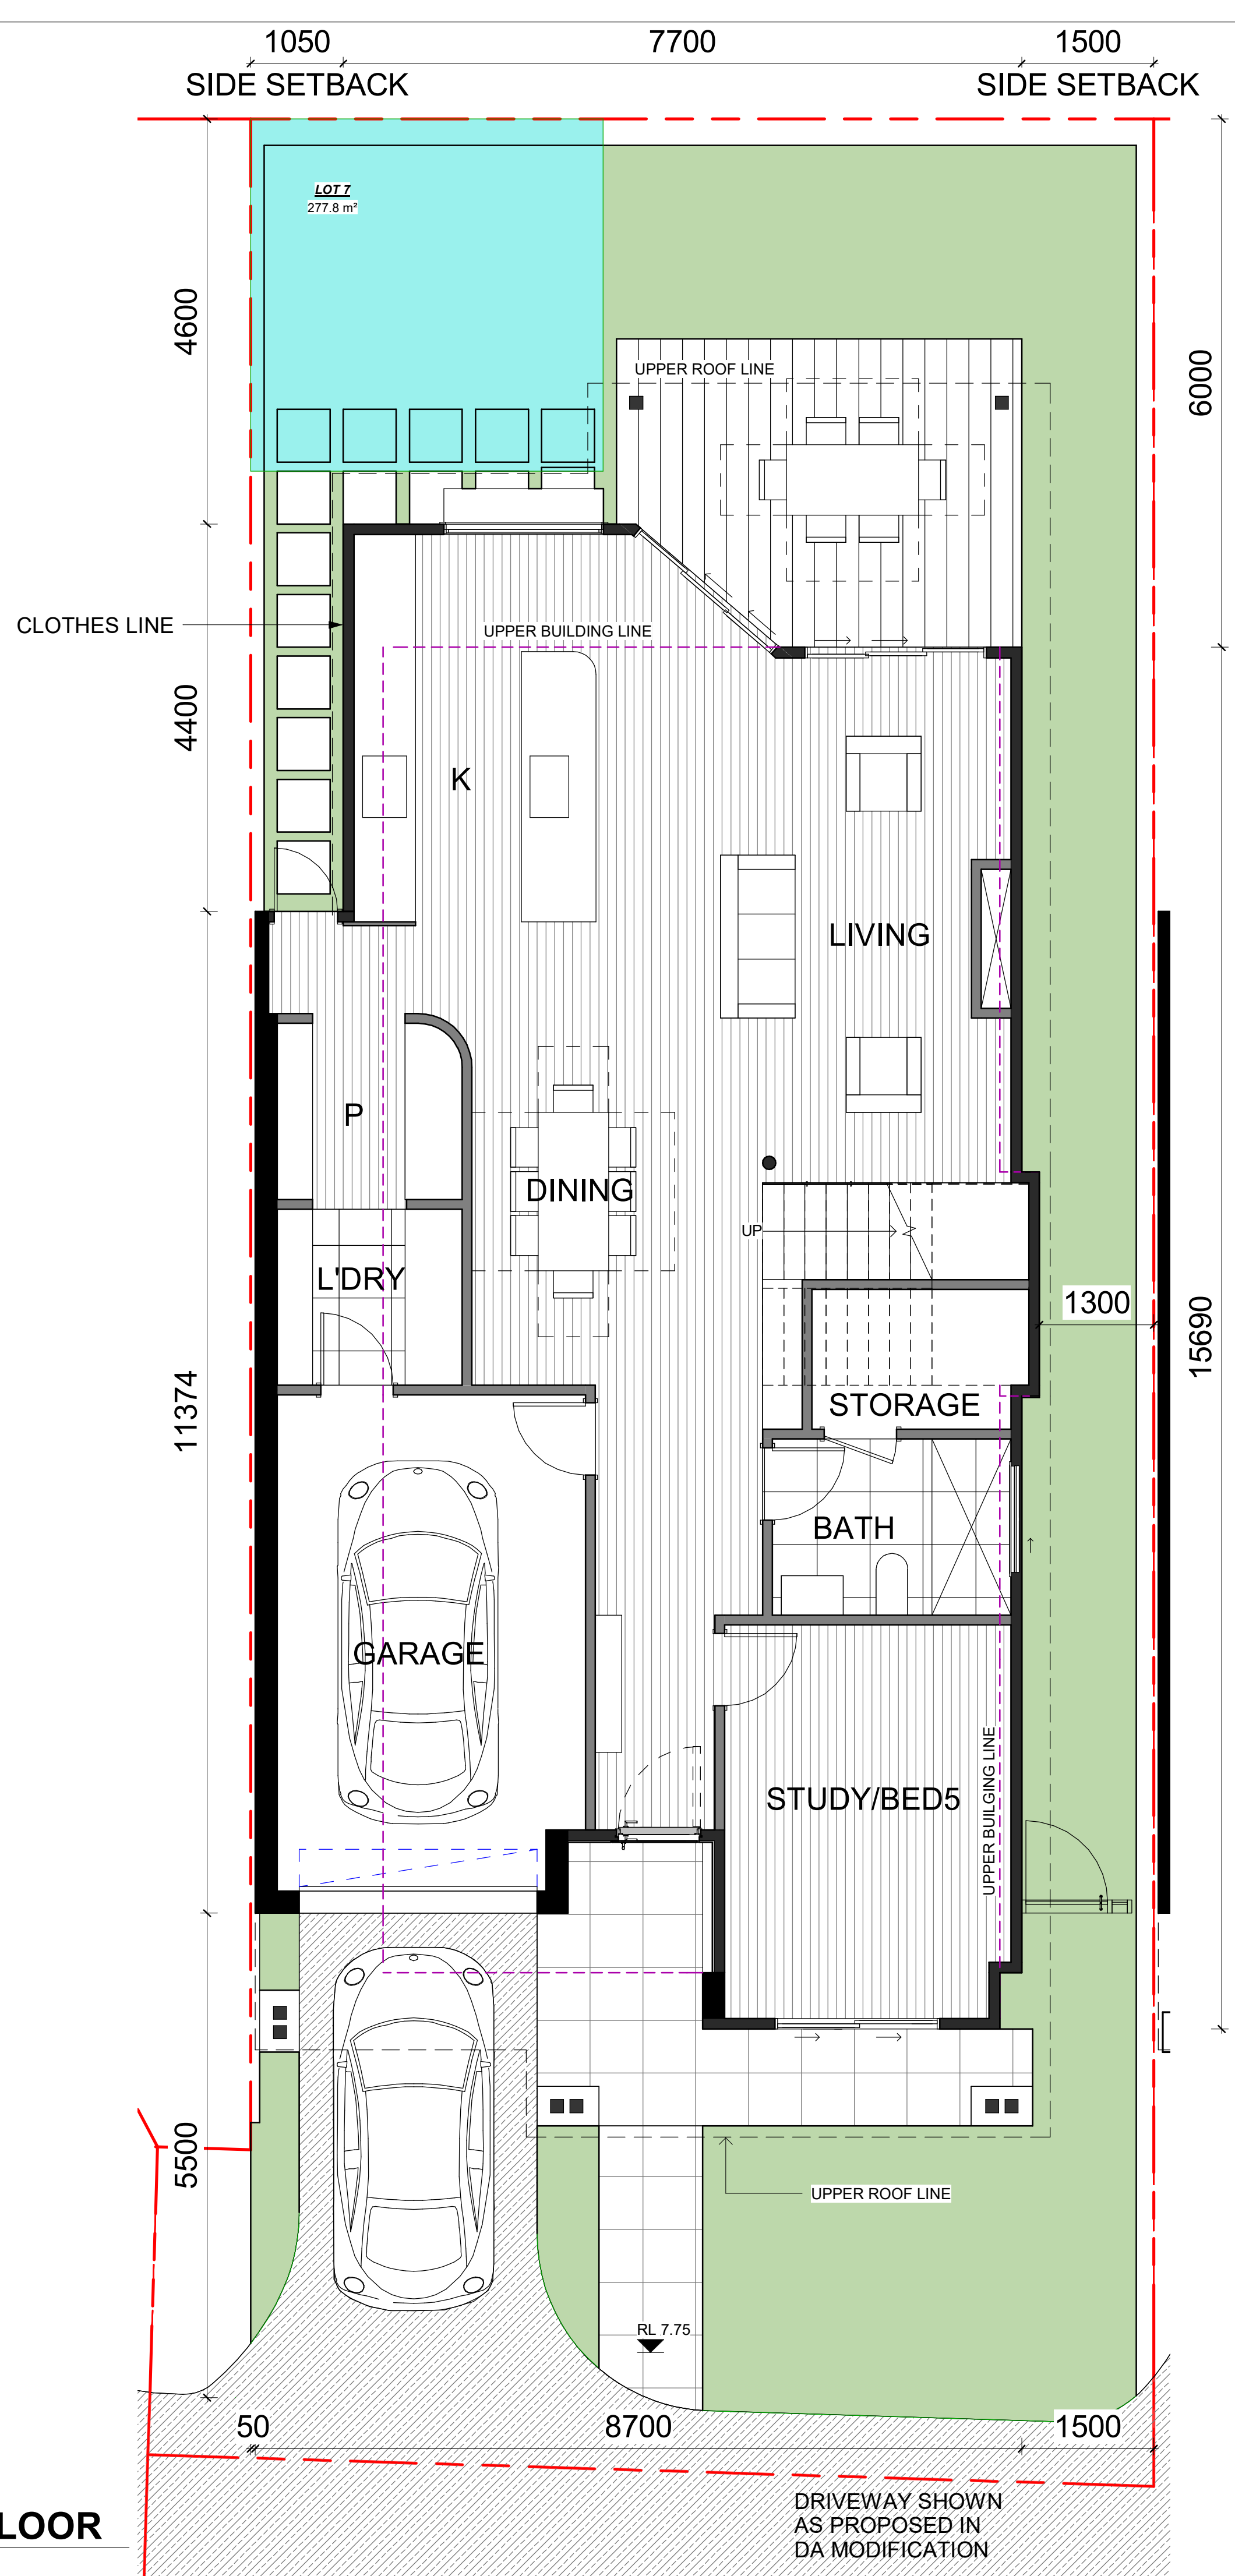 1050
7700
1500
SIDE SETBACK
SIDE SETBACK
LOT 7
277.8 m²
4600
6000
UPPER ROOF LINE
CLOTHES LINE
UPPER BUILDING LINE
4400
K
LIVING
P
DINING
UP
L'DRY
1300
15690
11374
STORAGE
BATH
GARAGE
STUDY/BED5
UPPER BUILGING LINE
5500
UPPER ROOF LINE
RL 7.75
50
8700
1500
DRIVEWAY SHOWN
AS PROPOSED IN
DA MODIFICATION
LOOR